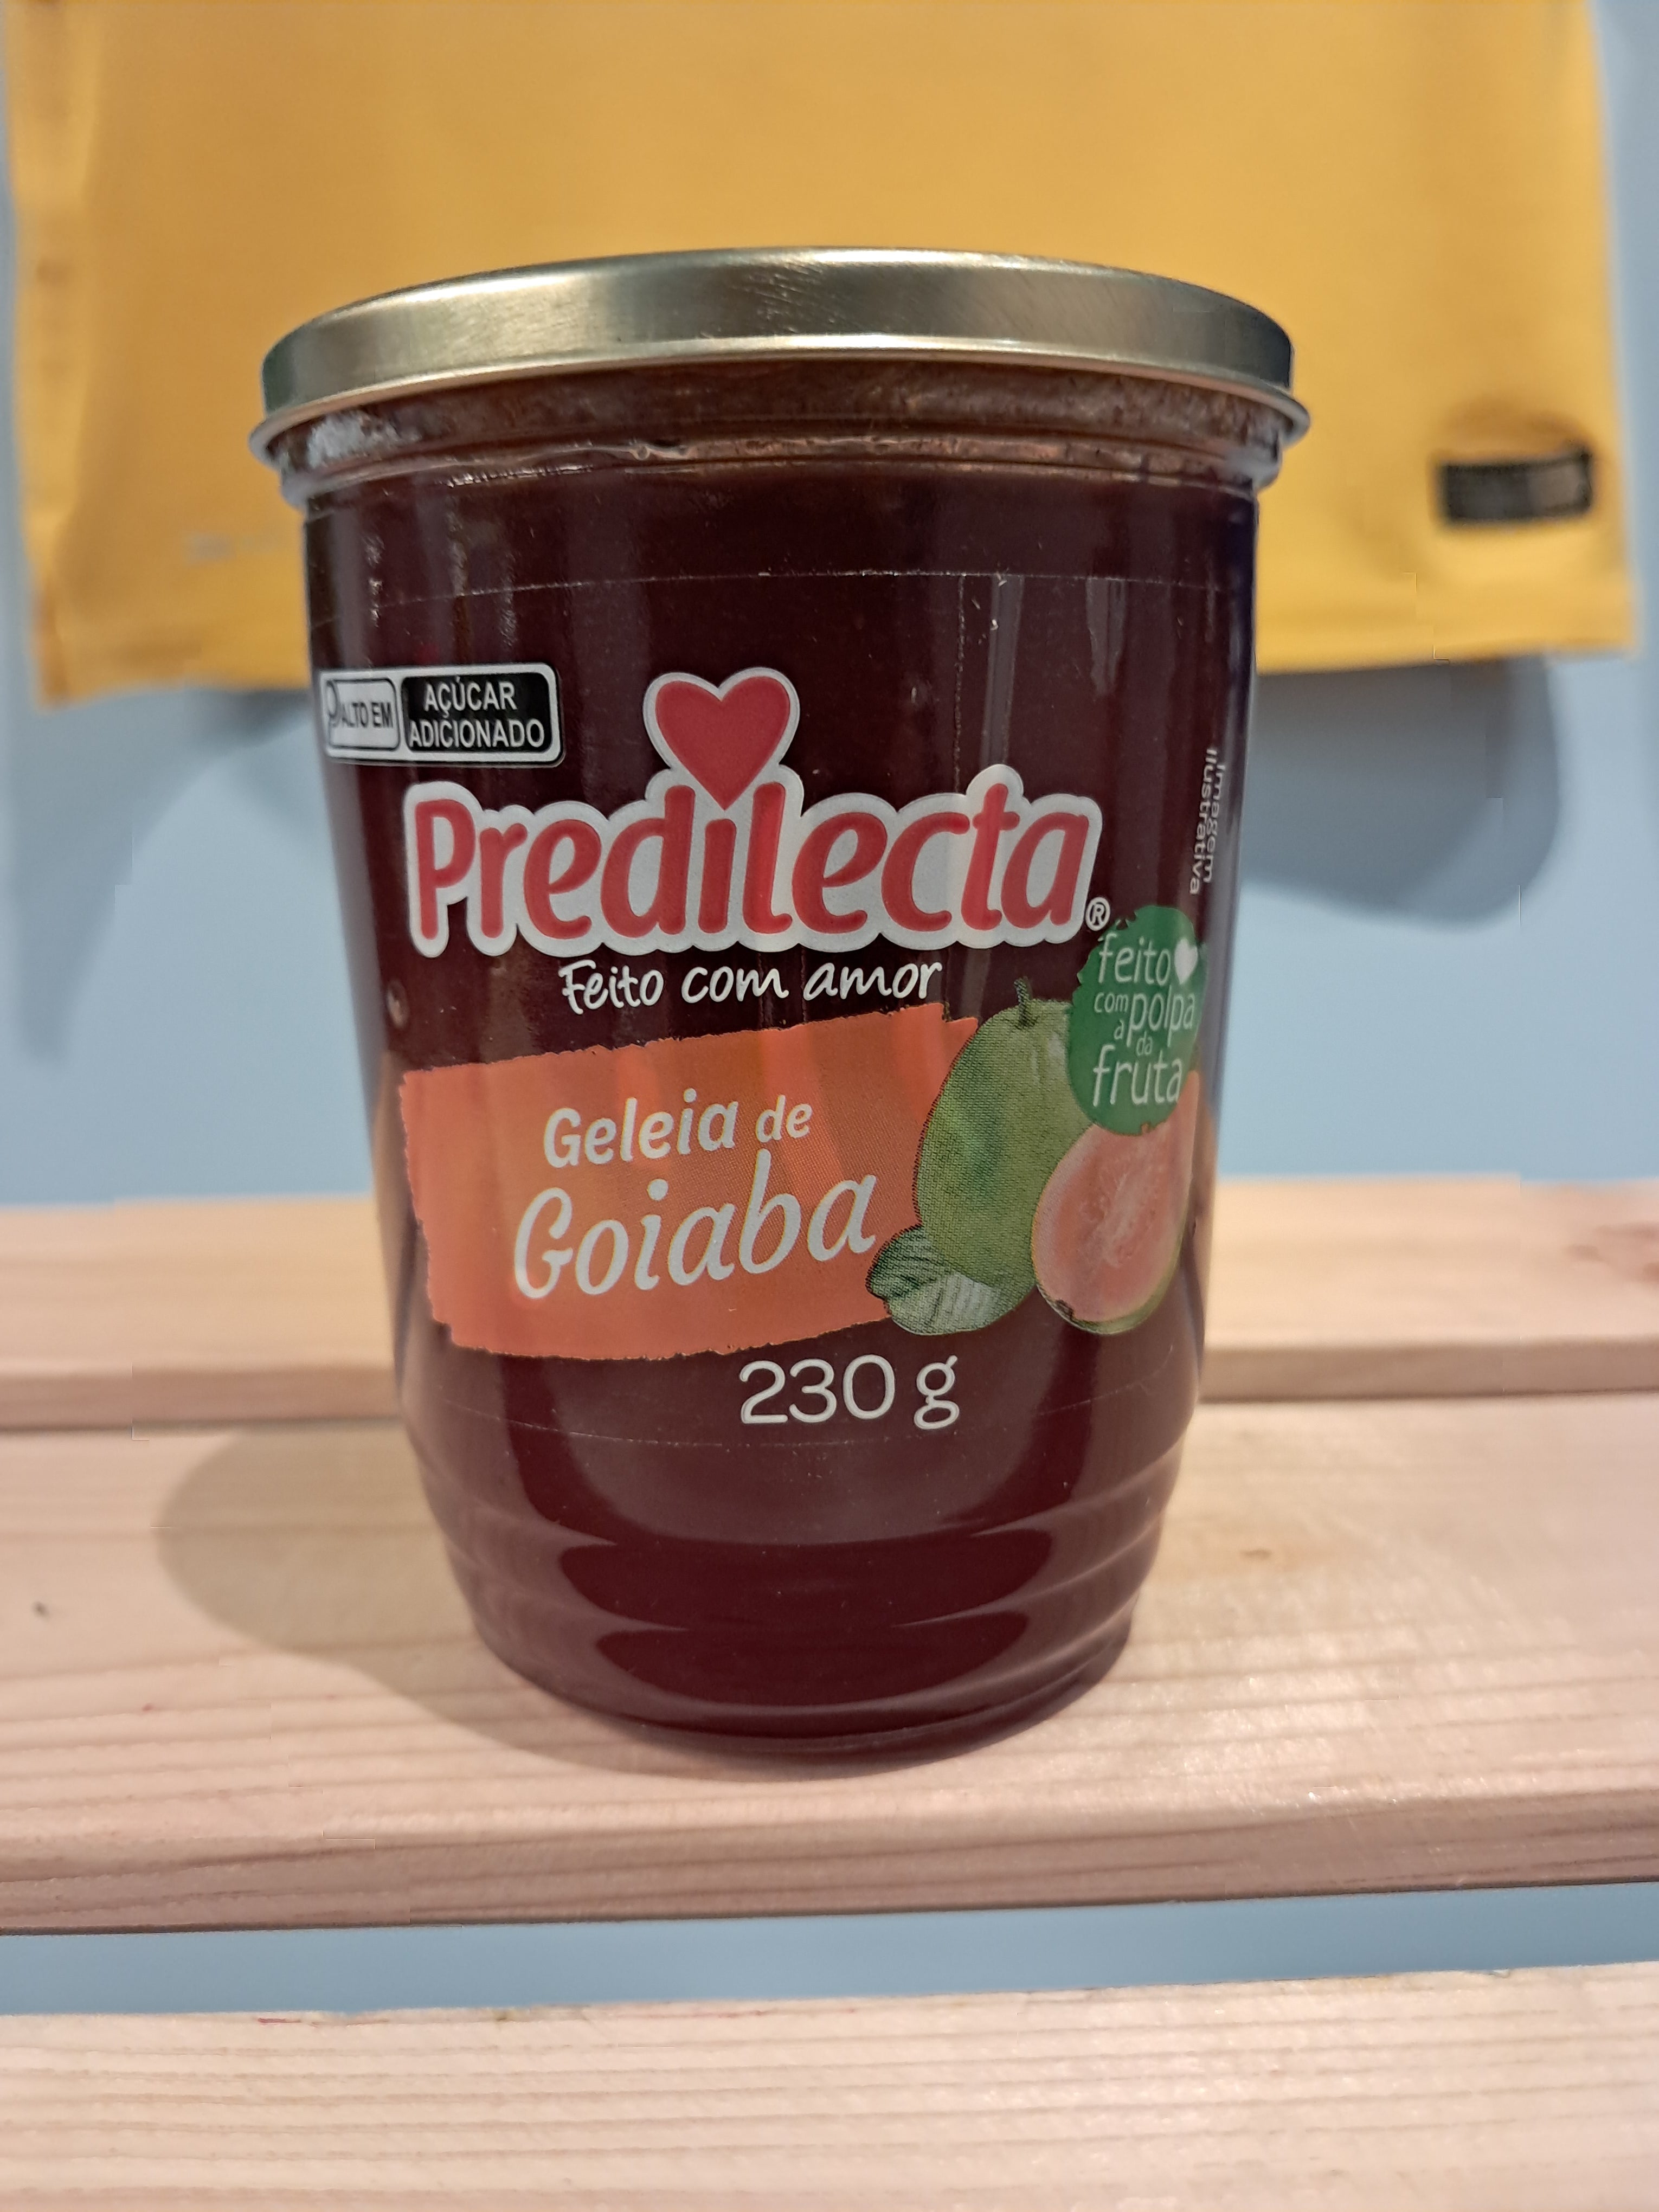 ALTO EM
AÇÚCAR
ADICIONADO
Predilecta®
Feito com amor
feito
com polpa
à
da
fruta
Geleia de
Goiaba
230 g
Imagem
Ilustrativa